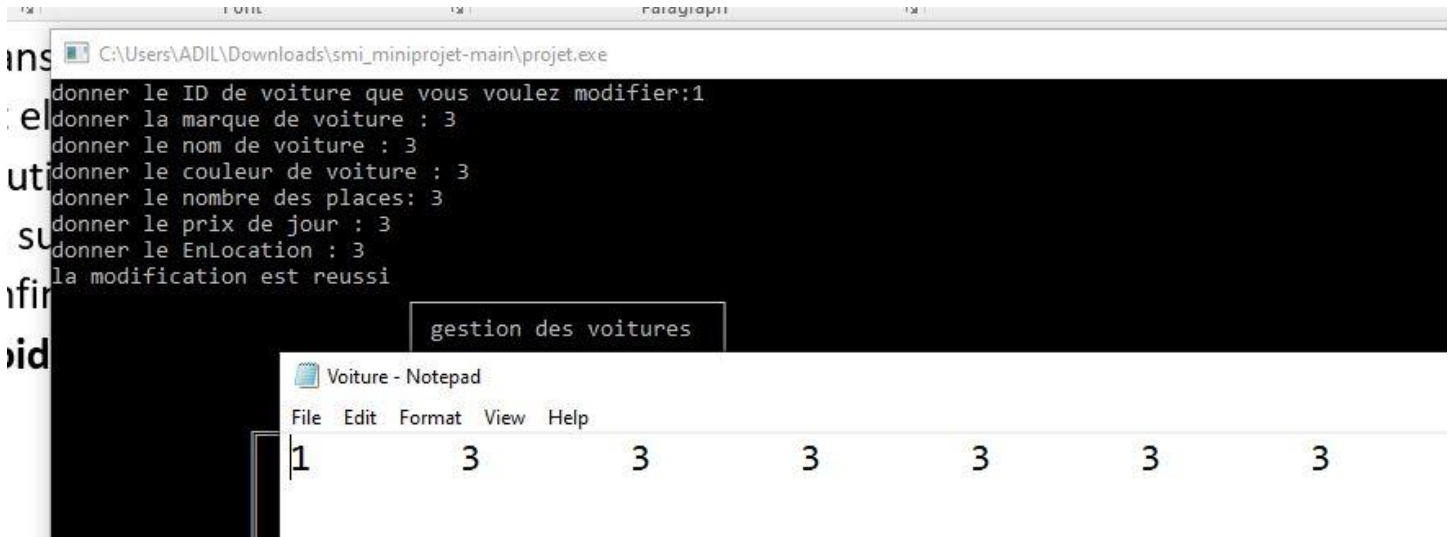 Font Paragraph
C:\Users\ADIL\Downloads\smi_miniprojet-main\projet.exe
donner le ID de voiture que vous voulez modifier:1
donner la marque de voiture : 3
donner le nom de voiture : 3
donner le couleur de voiture : 3
donner le nombre des places: 3
donner le prix de jour : 3
donner le EnLocation : 3
la modification est reussi
gestion des voitures
Voiture - Notepad
File Edit Format View Help
1 3 3 3 3 3 3